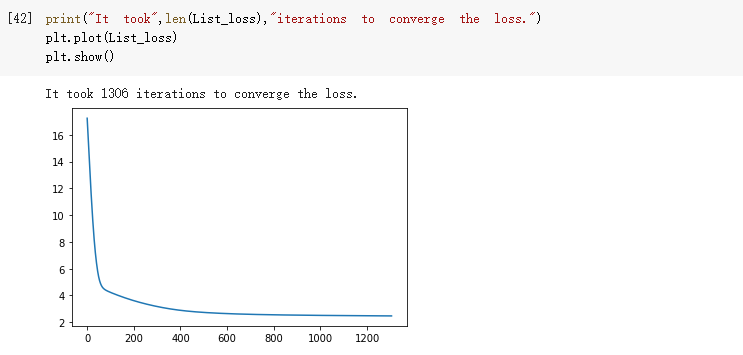 [42] print("It took",len(List_loss),"iterations to converge the loss.")
plt.plot(List_loss)
plt.show()
It took 1306 iterations to converge the loss.
16
14
12
10
8
6
4
2
0 200 400 600 800 1000 1200